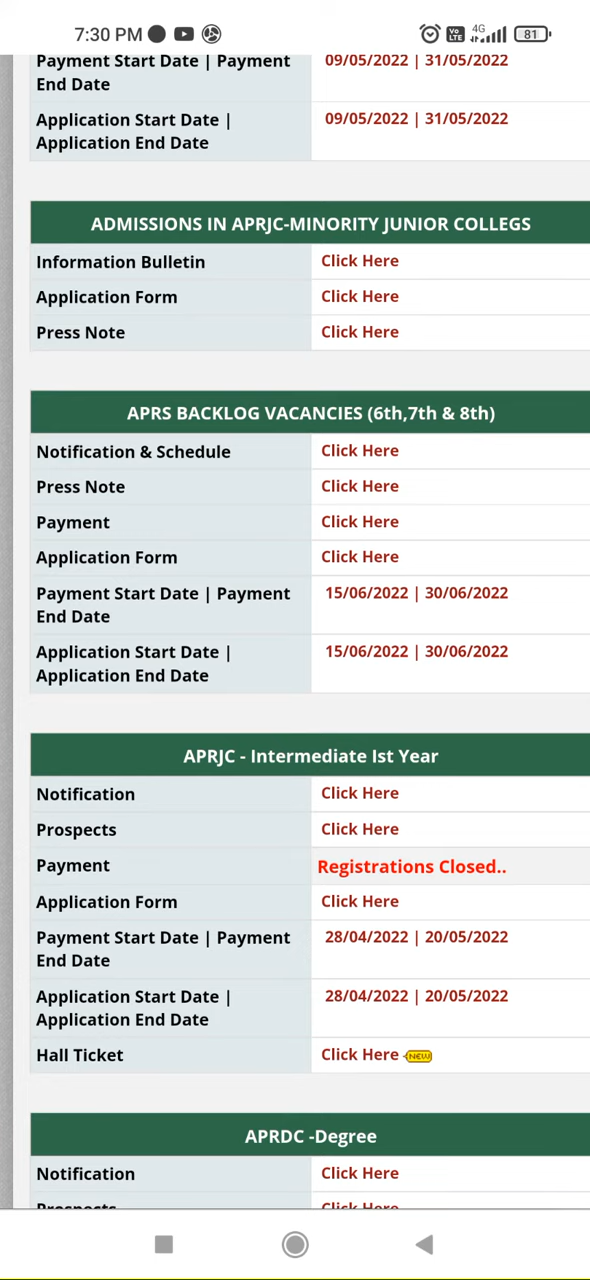 7:30 PM
Vo LTE 4G 81
Payment Start Date | Payment 09/05/2022 | 31/05/2022
End Date
Application Start Date | 09/05/2022 | 31/05/2022
Application End Date
ADMISSIONS IN APRJC-MINORITY JUNIOR COLLEGS
Information Bulletin Click Here
Application Form Click Here
Press Note Click Here
APRS BACKLOG VACANCIES (6th,7th & 8th)
Notification & Schedule Click Here
Press Note Click Here
Payment Click Here
Application Form Click Here
Payment Start Date | Payment 15/06/2022 | 30/06/2022
End Date
Application Start Date | 15/06/2022 | 30/06/2022
Application End Date
APRJC - Intermediate Ist Year
Notification Click Here
Prospects Click Here
Payment Registrations Closed..
Application Form Click Here
Payment Start Date | Payment 28/04/2022 | 20/05/2022
End Date
Application Start Date | 28/04/2022 | 20/05/2022
Application End Date
Hall Ticket Click Here NEW
APRDC -Degree
Notification Click Here
Prospects Click Here